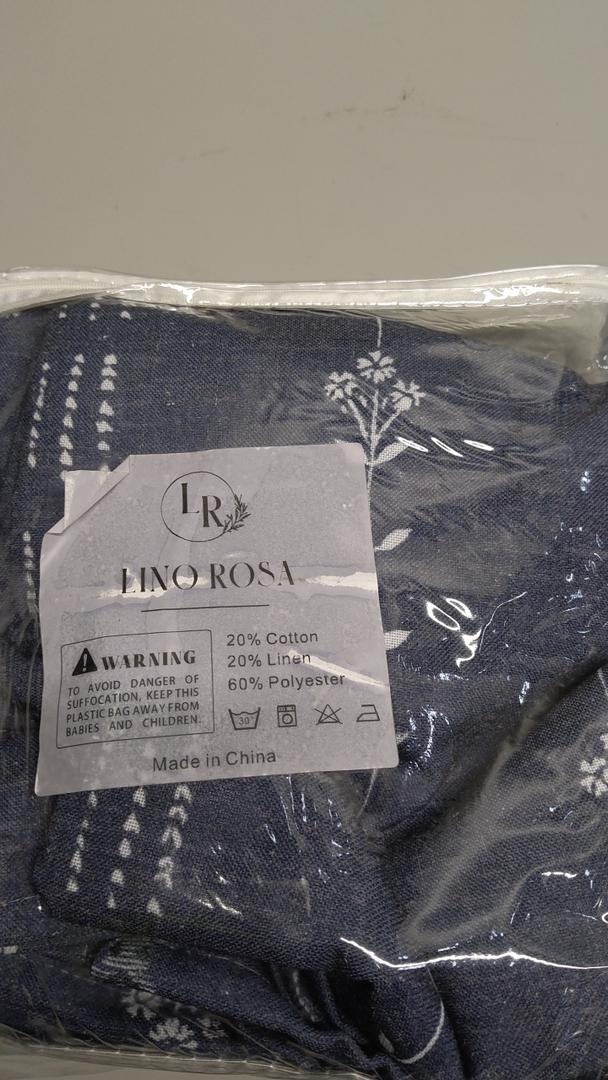 LR
LINO ROSA
WARNING
TO AVOID DANGER OF
SUFFOCATION, KEEP THIS
PLASTIC BAG AWAY FROM
BABIES AND CHILDREN.
20% Cotton
20% Linen
60% Polyester
30°
Made in China